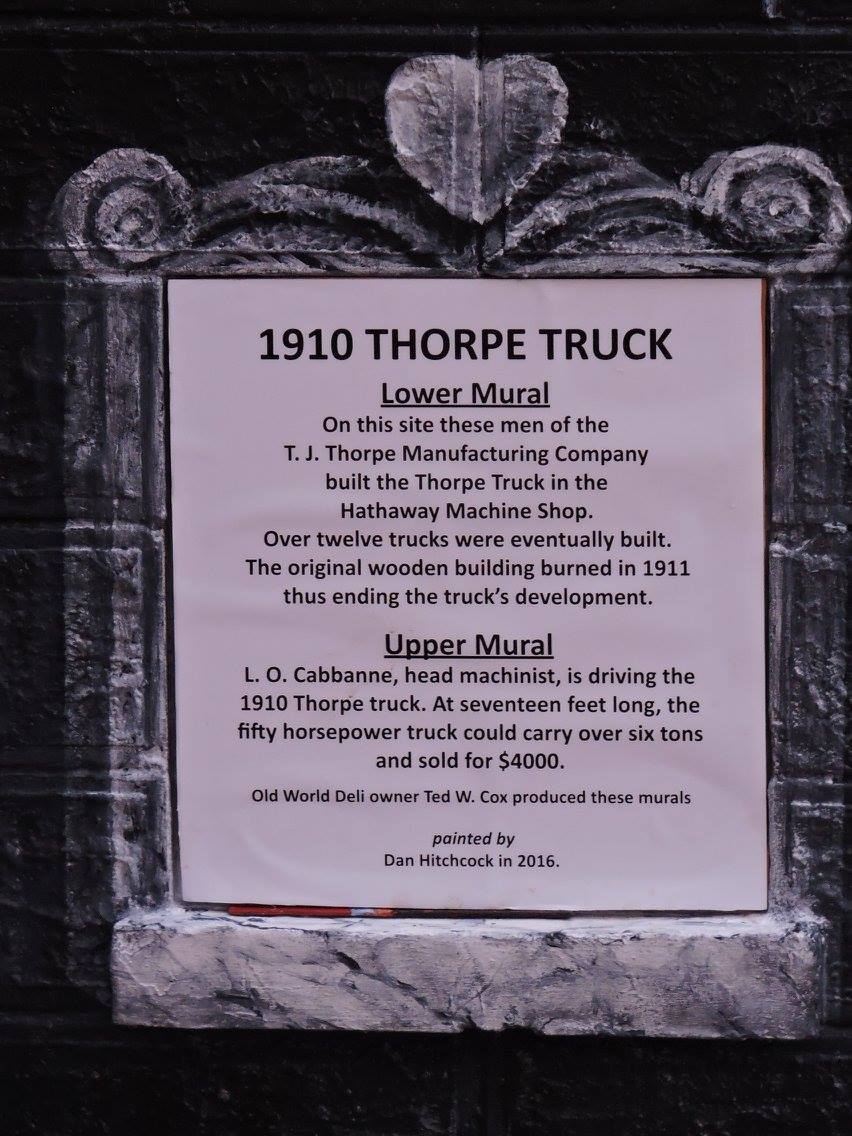 1910 THORPE TRUCK
Lower Mural
On this site these men of the
T. J. Thorpe Manufacturing Company
built the Thorpe Truck in the
Hathaway Machine Shop.
Over twelve trucks were eventually built.
The original wooden building burned in 1911
thus ending the truck's development.
Upper Mural
L. O. Cabbanne, head machinist, is driving the
1910 Thorpe truck. At seventeen feet long, the
fifty horsepower truck could carry over six tons
and sold for $4000.
Old World Deli owner Ted W. Cox produced these murals
painted by
Dan Hitchcock in 2016.